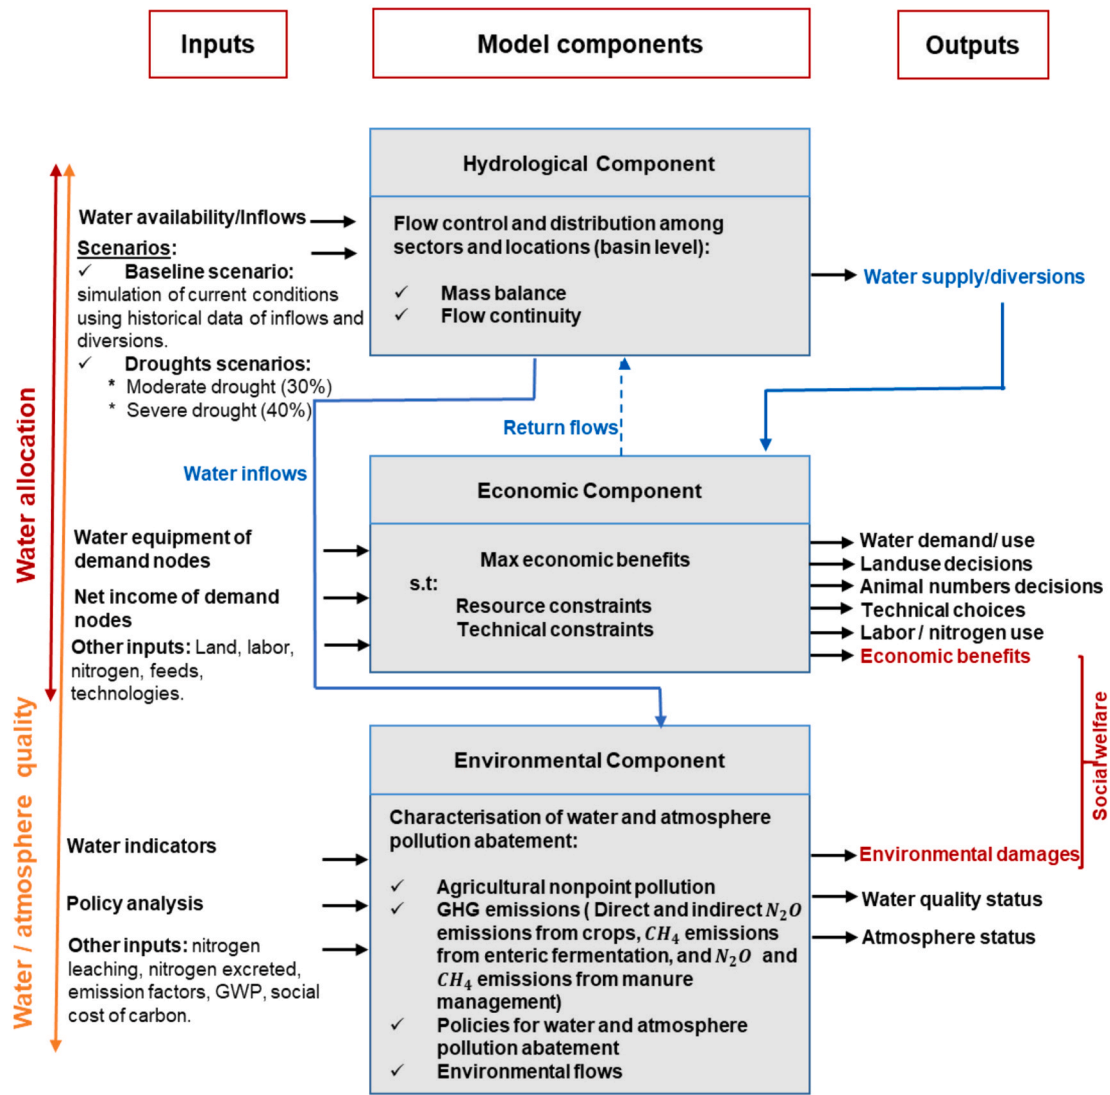 Inputs
Model components
Outputs
Hydrological Component
Water availability/Inflows
Scenarios:
✓ Baseline scenario:
simulation of current conditions
using historical data of inflows and
diversions.
✓ Droughts scenarios:
* Moderate drought (30%)
* Severe drought (40%)
Flow control and distribution among
sectors and locations (basin level):
✓ Mass balance
✓ Flow continuity
Water supply/diversions
Water allocation
Return flows
Water inflows
Economic Component
Water equipment of
demand nodes
Net income of demand
nodes
Other inputs: Land, labor,
nitrogen, feeds,
technologies.
Max economic benefits
s.t:
Resource constraints
Technical constraints
Water demand/ use
Landuse decisions
Animal numbers decisions
Technical choices
Labor / nitrogen use
Economic benefits
Social welfare
Water / atmosphere quality
Environmental Component
Water indicators
Policy analysis
Other inputs: nitrogen
leaching, nitrogen excreted,
emission factors, GWP, social
cost of carbon.
Characterisation of water and atmosphere
pollution abatement:
✓ Agricultural nonpoint pollution
✓ GHG emissions ( Direct and indirect N₂O
emissions from crops, CH₄ emissions
from enteric fermentation, and N₂O and
CH₄ emissions from manure
management)
✓ Policies for water and atmosphere
pollution abatement
✓ Environmental flows
Environmental damages
Water quality status
Atmosphere status